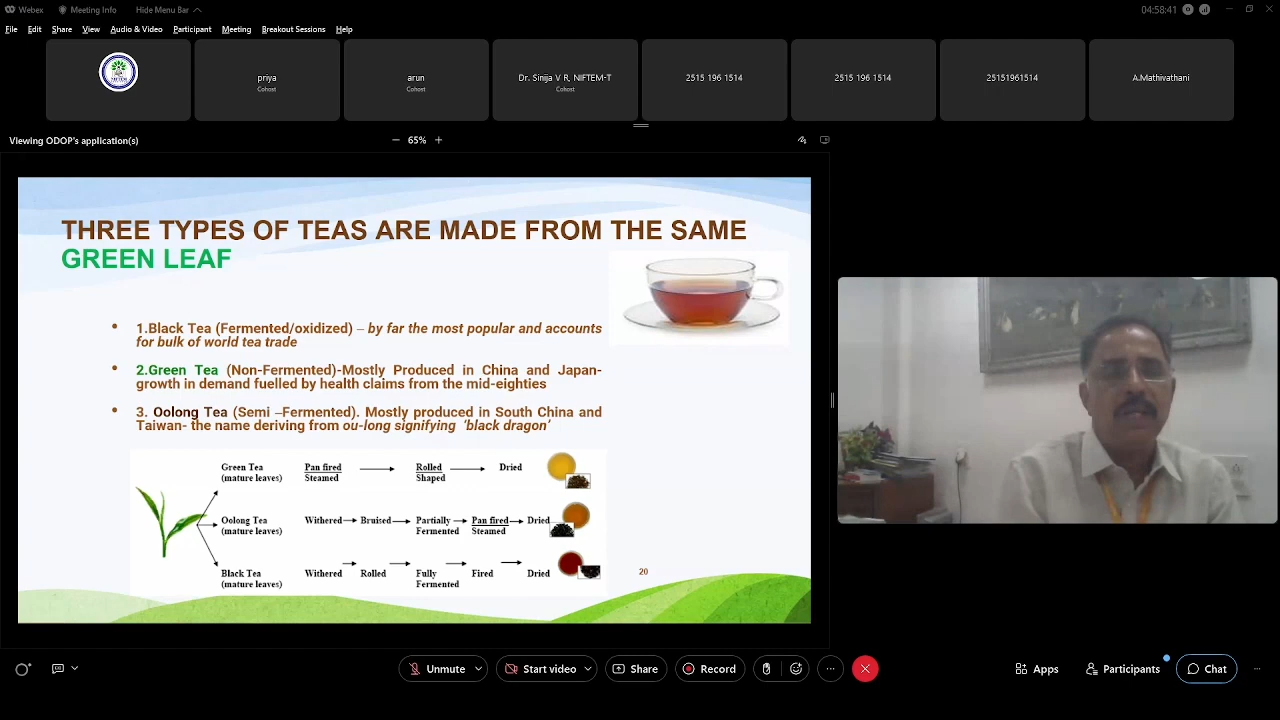 Webex
Meeting Info
Hide Menu Bar
04:58:41
File Edit Share View Audio & Video Participant Meeting Breakout Sessions Help
priya
Cohost
arun
Cohost
Dr. Sinija V R, NIFTEM-T
Cohost
2515 196 1514
2515 196 1514
25151961514
A.Mathivathani
Viewing ODOP's application(s)
65%
THREE TYPES OF TEAS ARE MADE FROM THE SAME
GREEN LEAF
1.Black Tea (Fermented/oxidized) – by far the most popular and accounts
for bulk of world tea trade
2.Green Tea (Non-Fermented)-Mostly Produced in China and Japan-
growth in demand fuelled by health claims from the mid-eighties
3. Oolong Tea (Semi –Fermented). Mostly produced in South China and
Taiwan- the name deriving from ou-long signifying 'black dragon'
Green Tea Pan fired Rolled Dried
(mature leaves) Steamed Shaped
Oolong Tea Withered Bruised Partially Pan fired Dried
(mature leaves) Fermented Steamed
Black Tea Withered Rolled Fully Fired Dried
(mature leaves) Fermented
20
Unmute
Start video
Share
Record
Apps
Participants
Chat